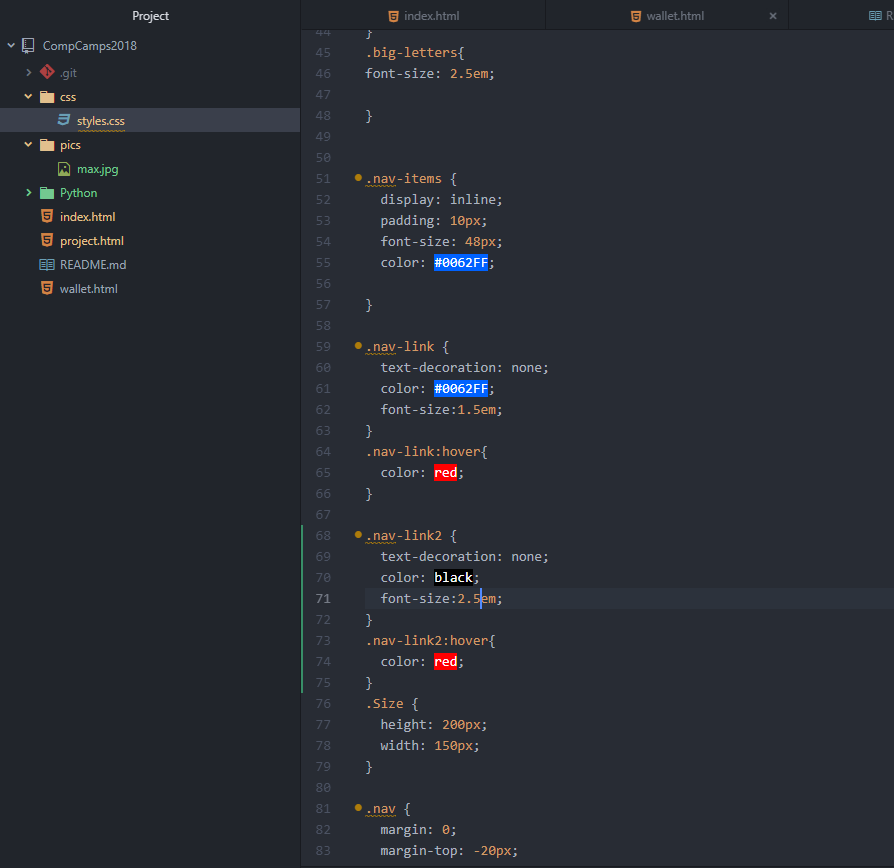 Project
CompCamps2018
.git
css
styles.css
pics
max.jpg
Python
index.html
project.html
README.md
wallet.html
index.html
wallet.html ×
R
44 }
45 .big-letters{
46 font-size: 2.5em;
47
48 }
49
50
51 .nav-items {
52 display: inline;
53 padding: 10px;
54 font-size: 48px;
55 color: #0062FF;
56
57 }
58
59 .nav-link {
60 text-decoration: none;
61 color: #0062FF;
62 font-size:1.5em;
63 }
64 .nav-link:hover{
65 color: red;
66 }
67
68 .nav-link2 {
69 text-decoration: none;
70 color: black;
71 font-size:2.5em;
72 }
73 .nav-link2:hover{
74 color: red;
75 }
76 .Size {
77 height: 200px;
78 width: 150px;
79 }
80
81 .nav {
82 margin: 0;
83 margin-top: -20px;